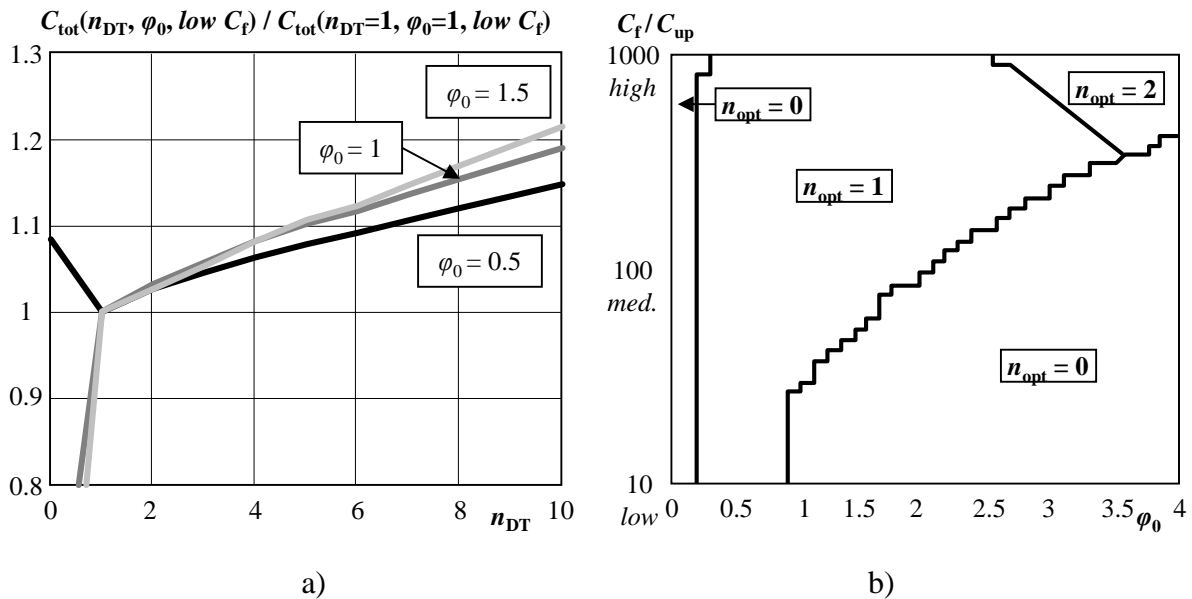 C_tot(n_DT, φ_0, low C_f) / C_tot(n_DT=1, φ_0=1, low C_f)
1.3
1.2
1.1
1
0.9
0.8
0 2 4 6 8 n_DT 10
φ_0 = 1.5
φ_0 = 1
φ_0 = 0.5
a)
C_f / C_up
1000
high
100
med.
10
low
0 0.5 1 1.5 2 2.5 3 3.5 φ_0 4
n_opt = 0
n_opt = 2
n_opt = 1
n_opt = 0
b)